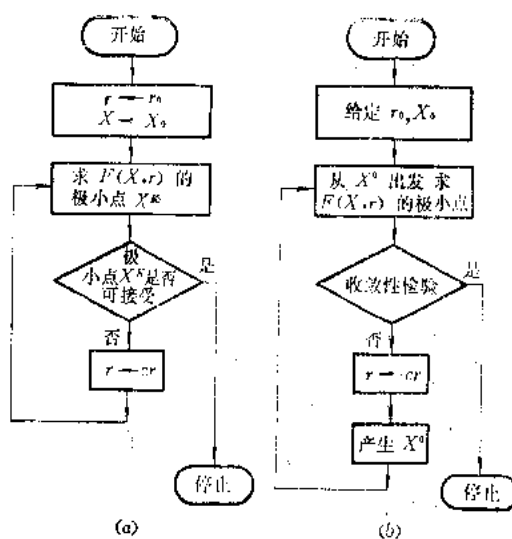 开始
r ← r₀
X ← X₀
求 F(X,r) 的
极小点 Xᴷ
极
小点Xᴷ是否
可接受
是
否
r ← cr
停止
(a)
开始
给定 r₀,X₀
从 X⁰ 出发 求
F(X,r) 的极小点
收敛性检验
是
否
r ← cr
产生 X⁰
停止
(b)